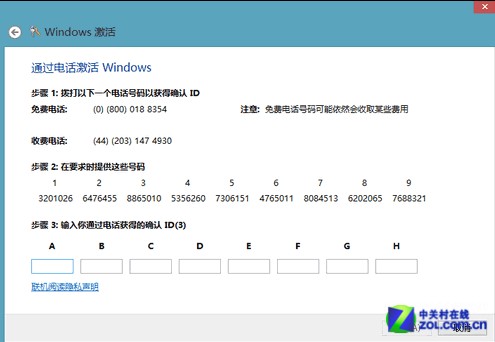 Windows 激活
通过电话激活 Windows
步骤 1: 拨打以下一个电话号码以获得确认 ID
免费电话: (0) (800) 018 8354 注意: 免费电话号码可能依然会收取某些费用
收费电话: (44) (203) 147 4930
步骤 2: 在要求时提供这些号码
1 2 3 4 5 6 7 8 9
3201026 6476455 8865010 5356260 7306151 4765011 8084513 6202065 7688321
步骤 3: 输入你通过电话获得的确认 ID(3)
A B C D E F G H
联机阅读隐私声明
中关村在线
ZOL.COM.CN
取消